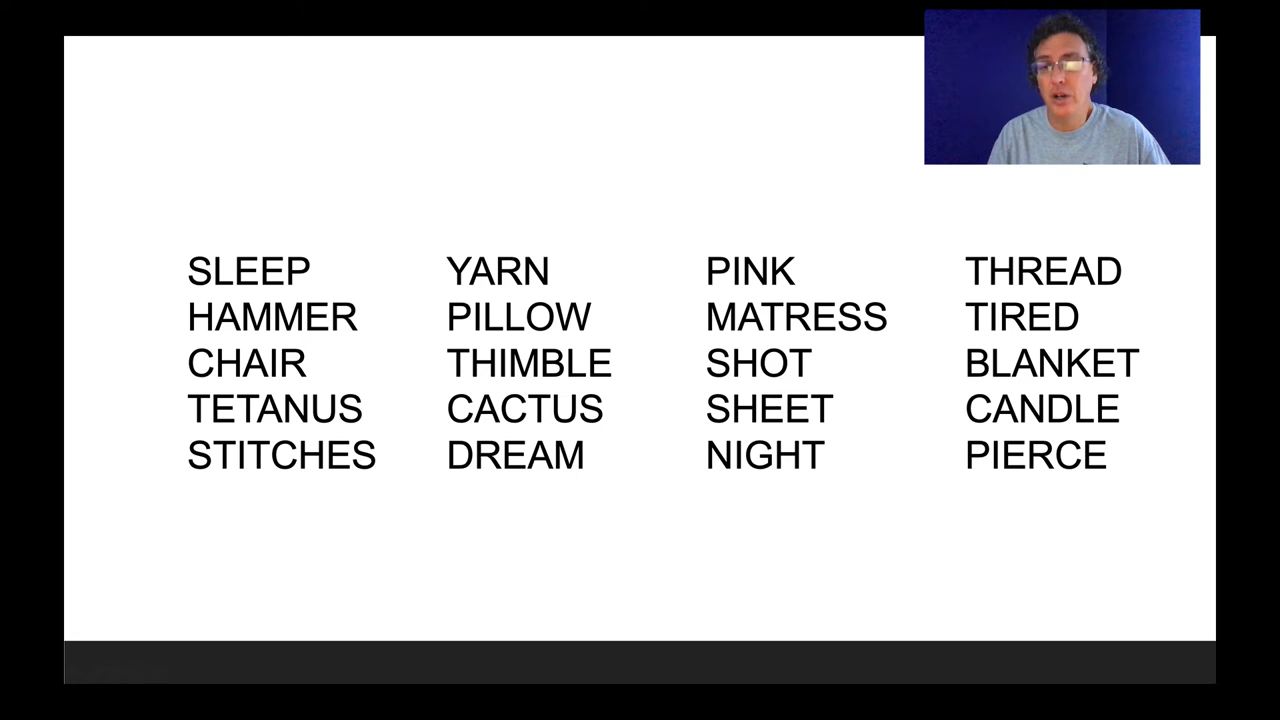 SLEEP YARN PINK THREAD
HAMMER PILLOW MATRESS TIRED
CHAIR THIMBLE SHOT BLANKET
TETANUS CACTUS SHEET CANDLE
STITCHES DREAM NIGHT PIERCE